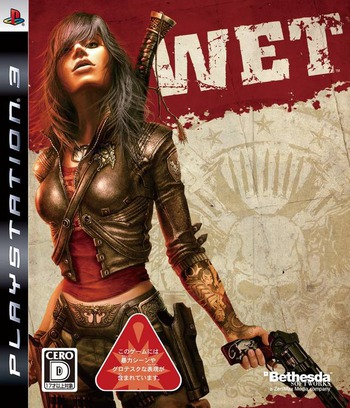 PLAYSTATION 3
WET
CERO
D
17才以上対象
このゲームには
暴力シーンや
グロテスクな表現が
含まれています。
Bethesda
SOFTWORKS
a ZeniMax Media company